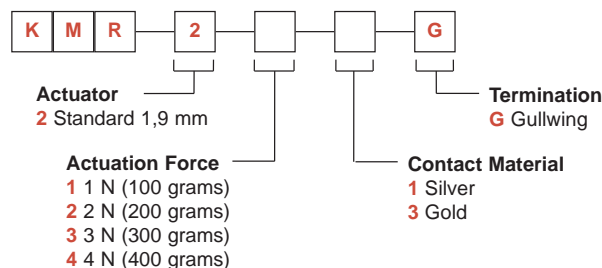 K M R 2 G
Actuator
2 Standard 1,9 mm
Termination
G Gullwing
Actuation Force
1 1 N (100 grams)
2 2 N (200 grams)
3 3 N (300 grams)
4 4 N (400 grams)
Contact Material
1 Silver
3 Gold